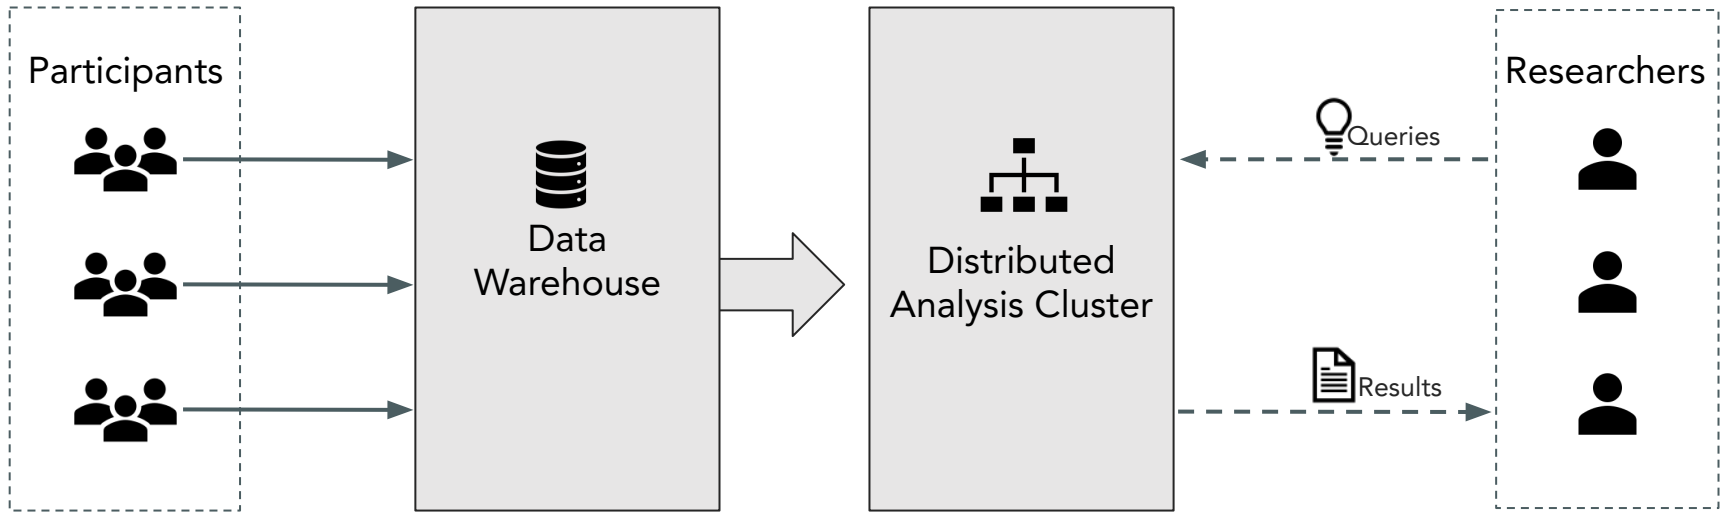 Participants
Data
Warehouse
Distributed
Analysis Cluster
Queries
Results
Researchers